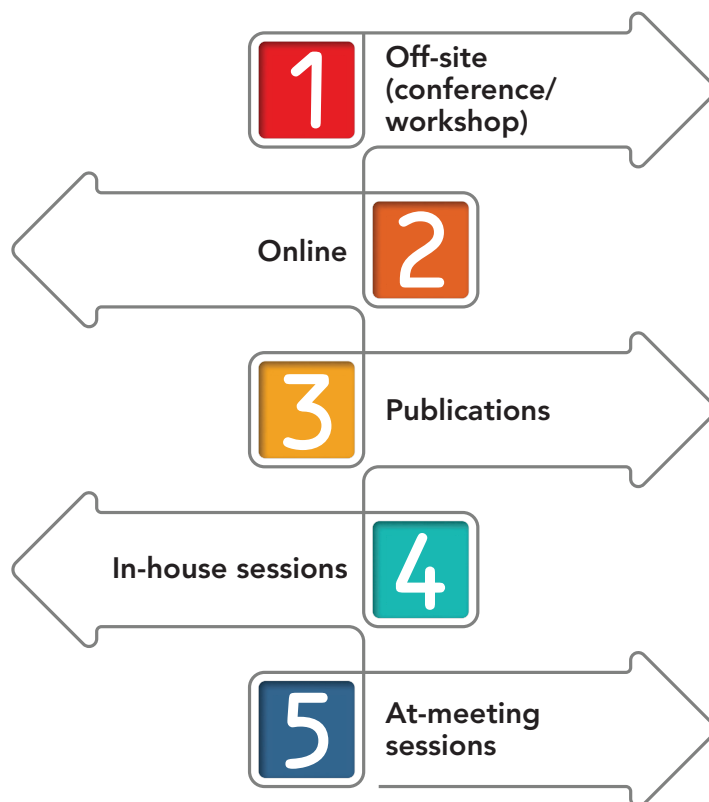 1
Off-site
(conference/
workshop)
Online
2
3
Publications
In-house sessions
4
5
At-meeting
sessions